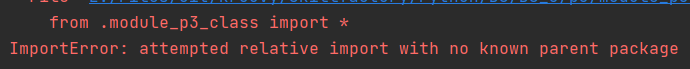 from .module_p3_class import *
ImportError: attempted relative import with no known parent package